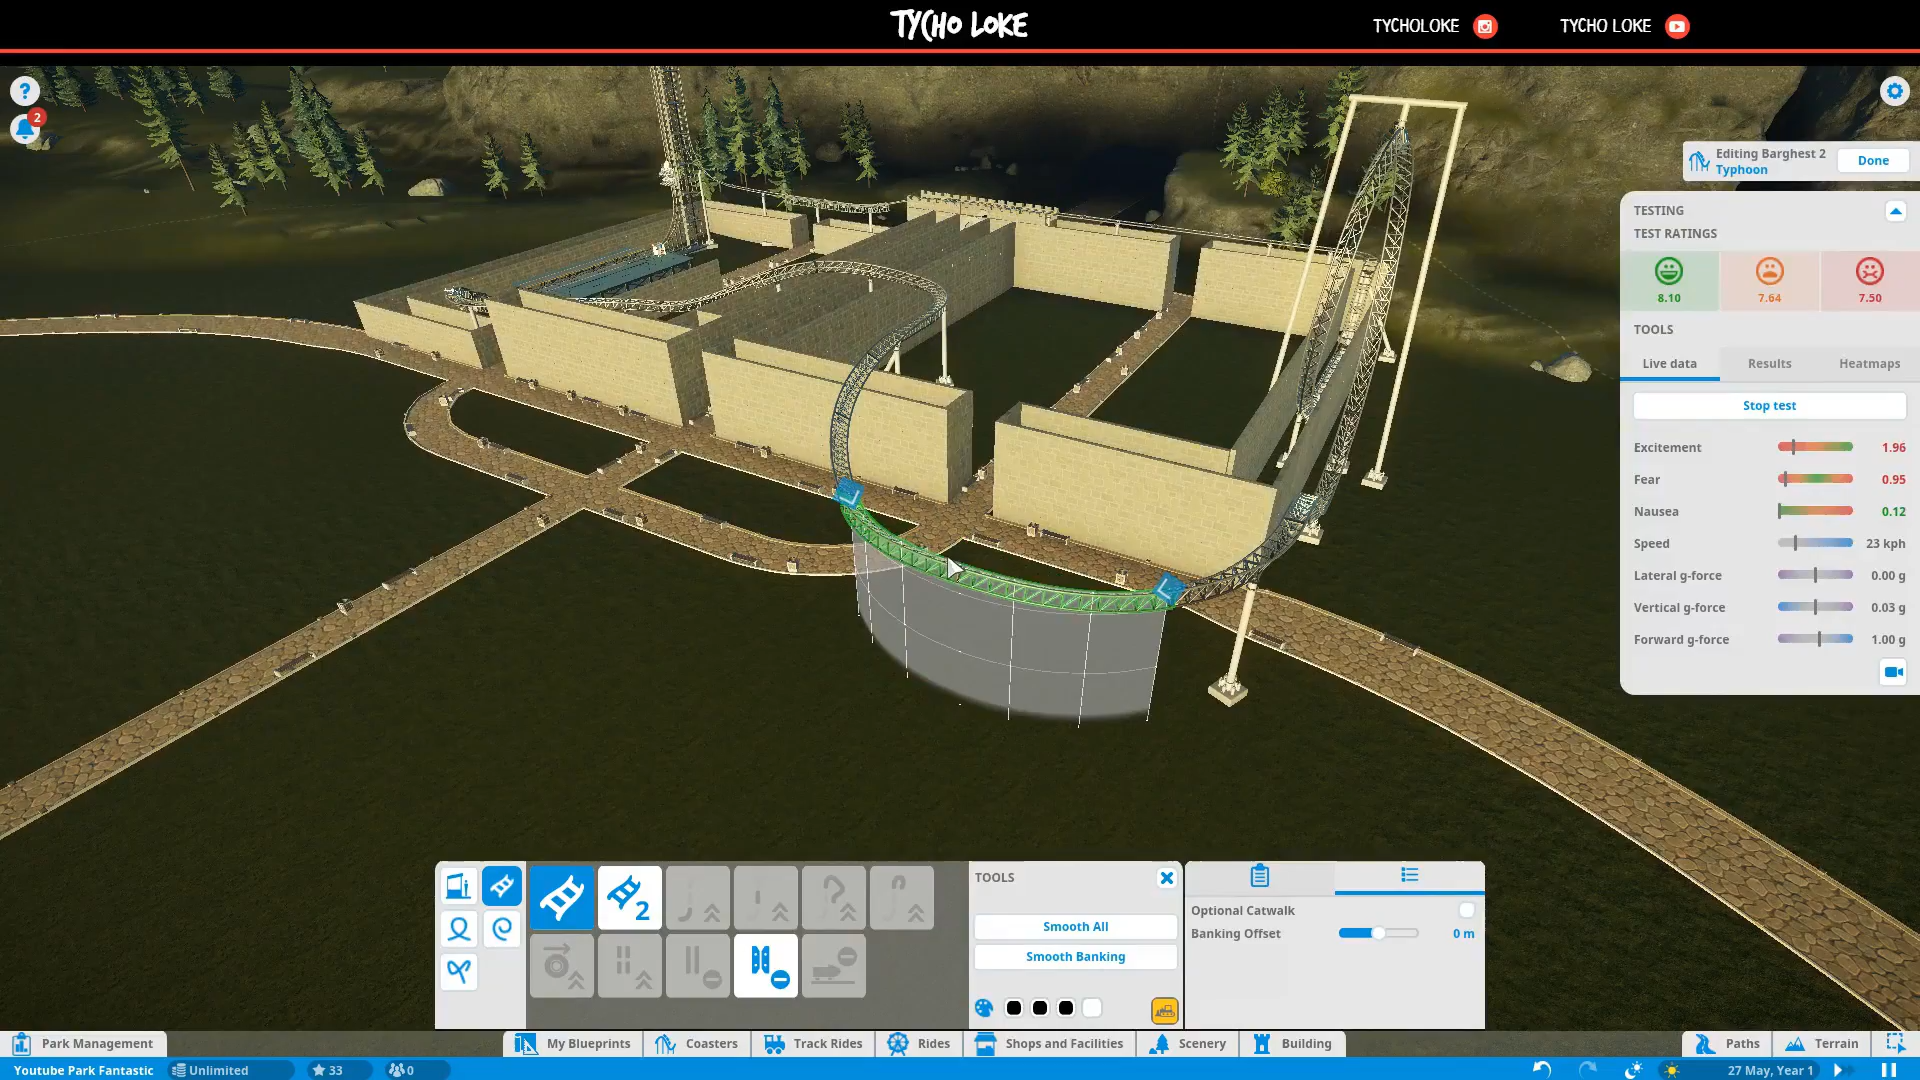 TYCHO LOKE
TYCHOLOKE
TYCHO LOKE
?
2
Editing Barghest 2
Typhoon
Done
TESTING
TEST RATINGS
8.10
7.64
7.50
TOOLS
Live data
Results
Heatmaps
Stop test
Excitement
1.96
Fear
0.95
Nausea
0.12
Speed
23 kph
Lateral g-force
0.00 g
Vertical g-force
0.03 g
Forward g-force
1.00 g
2
TOOLS
Smooth All
Smooth Banking
Optional Catwalk
Banking Offset
0 m
Park Management
My Blueprints
Coasters
Track Rides
Rides
Shops and Facilities
Scenery
Building
Paths
Terrain
Youtube Park Fantastic
Unlimited
33
0
27 May, Year 1